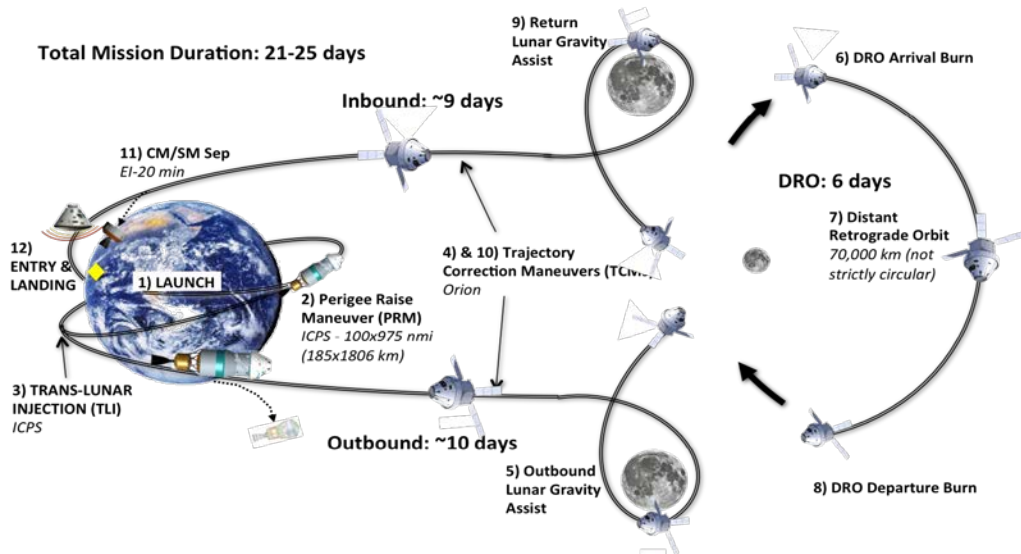 Total Mission Duration: 21-25 days
9) Return
Lunar Gravity
Assist
6) DRO Arrival Burn
Inbound: ~9 days
11) CM/SM Sep
EI-20 min
DRO: 6 days
7) Distant
Retrograde Orbit
70,000 km (not
strictly circular)
12)
ENTRY &
LANDING
1) LAUNCH
4) & 10) Trajectory
Correction Maneuvers (TCMs)
Orion
2) Perigee Raise
Maneuver (PRM)
ICPS - 100x975 nmi
(185x1806 km)
3) TRANS-LUNAR
INJECTION (TLI)
ICPS
Outbound: ~10 days
5) Outbound
Lunar Gravity
Assist
8) DRO Departure Burn